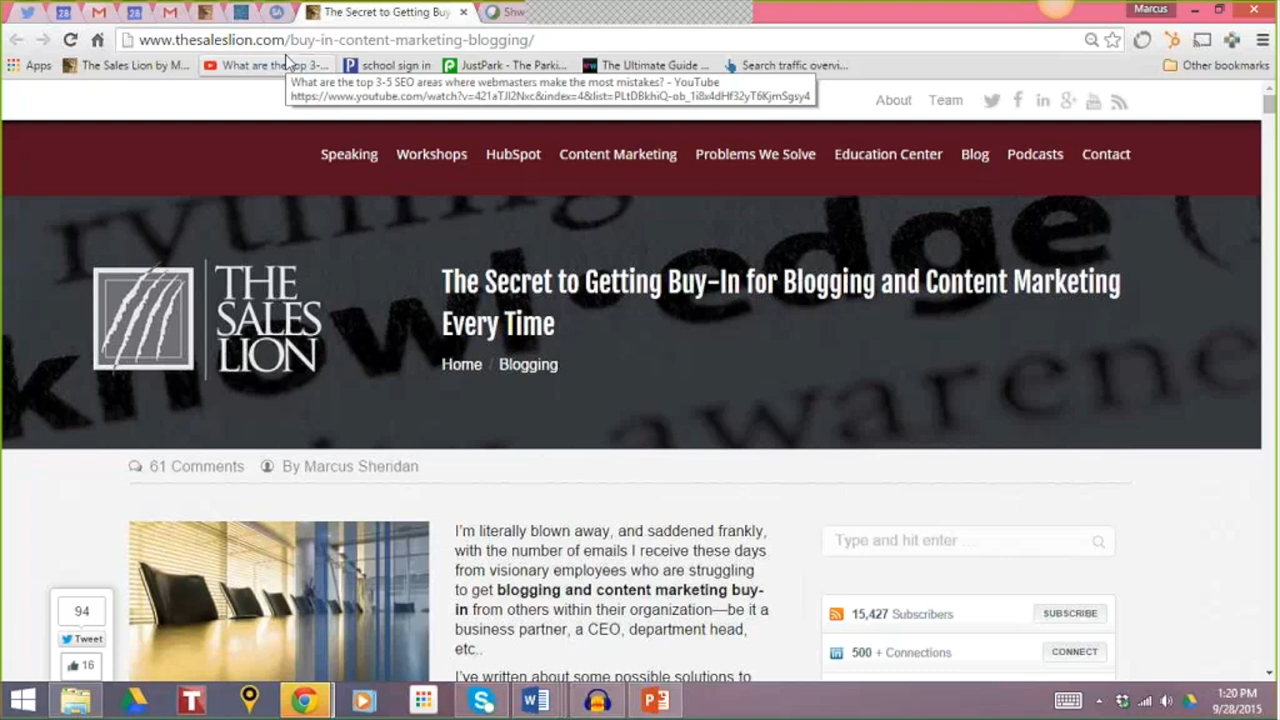 28
28
The Secret to Getting Buy
Shw
Marcus
www.thesaleslion.com/buy-in-content-marketing-blogging/
Apps
The Sales Lion by M...
What are the top 3-...
school sign in
JustPark - The Parki...
The Ultimate Guide ...
Search traffic overvi...
Other bookmarks
What are the top 3-5 SEO areas where webmasters make the most mistakes? - YouTube
https://www.youtube.com/watch?v=421aTJI2Nxc&index=4&list=PLtDBkhiQ-ob_1i8x4dHf32yT6KjmSgsy4
About Team
Speaking Workshops HubSpot Content Marketing Problems We Solve Education Center Blog Podcasts Contact
knowledge
awareness
THE
SALES
LION
The Secret to Getting Buy-In for Blogging and Content Marketing
Every Time
Home / Blogging
61 Comments By Marcus Sheridan
I'm literally blown away, and saddened frankly,
with the number of emails I receive these days
from visionary employees who are struggling
to get blogging and content marketing buy-
in from others within their organization—be it a
business partner, a CEO, department head,
etc..
I've written about some possible solutions to
Type and hit enter ...
94
Tweet
16
15,427 Subscribers
SUBSCRIBE
500 + Connections
CONNECT
1:20 PM
9/28/2015